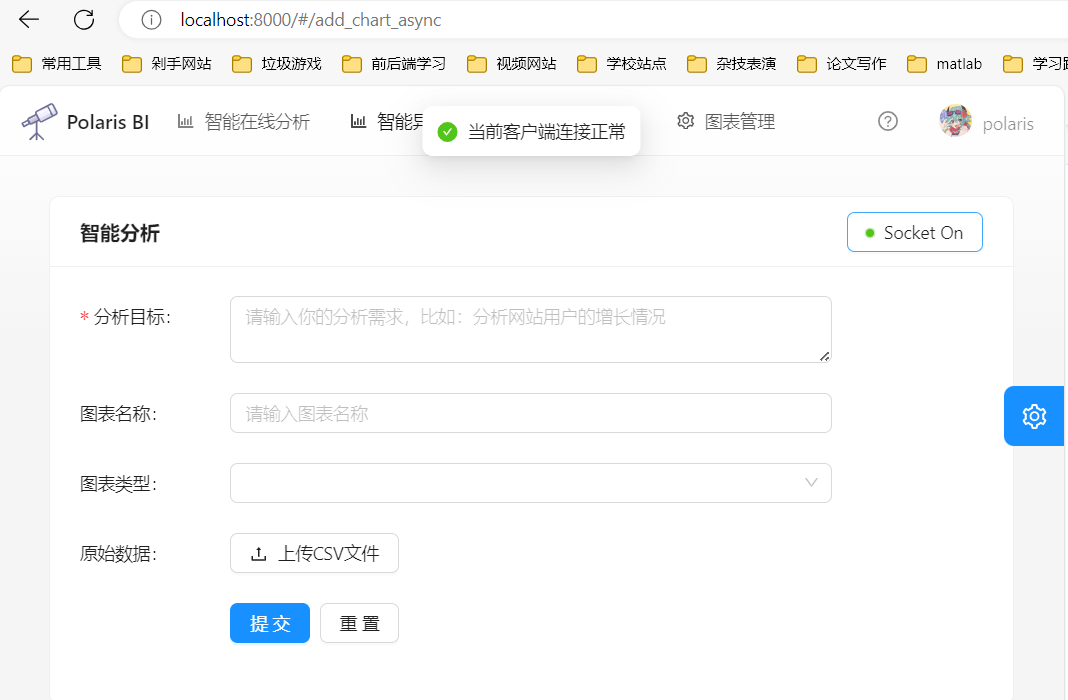 localhost:8000/#/add_chart_async
常用工具 剁手网站 垃圾游戏 前后端学习 视频网站 学校站点 杂技表演 论文写作 matlab 学习
Polaris BI 智能在线分析 智能异 图表管理 polaris
当前客户端连接正常
智能分析 Socket On
* 分析目标: 请输入你的分析需求，比如：分析网站用户的增长情况
图表名称: 请输入图表名称
图表类型:
原始数据: 上传CSV文件
提交 重置